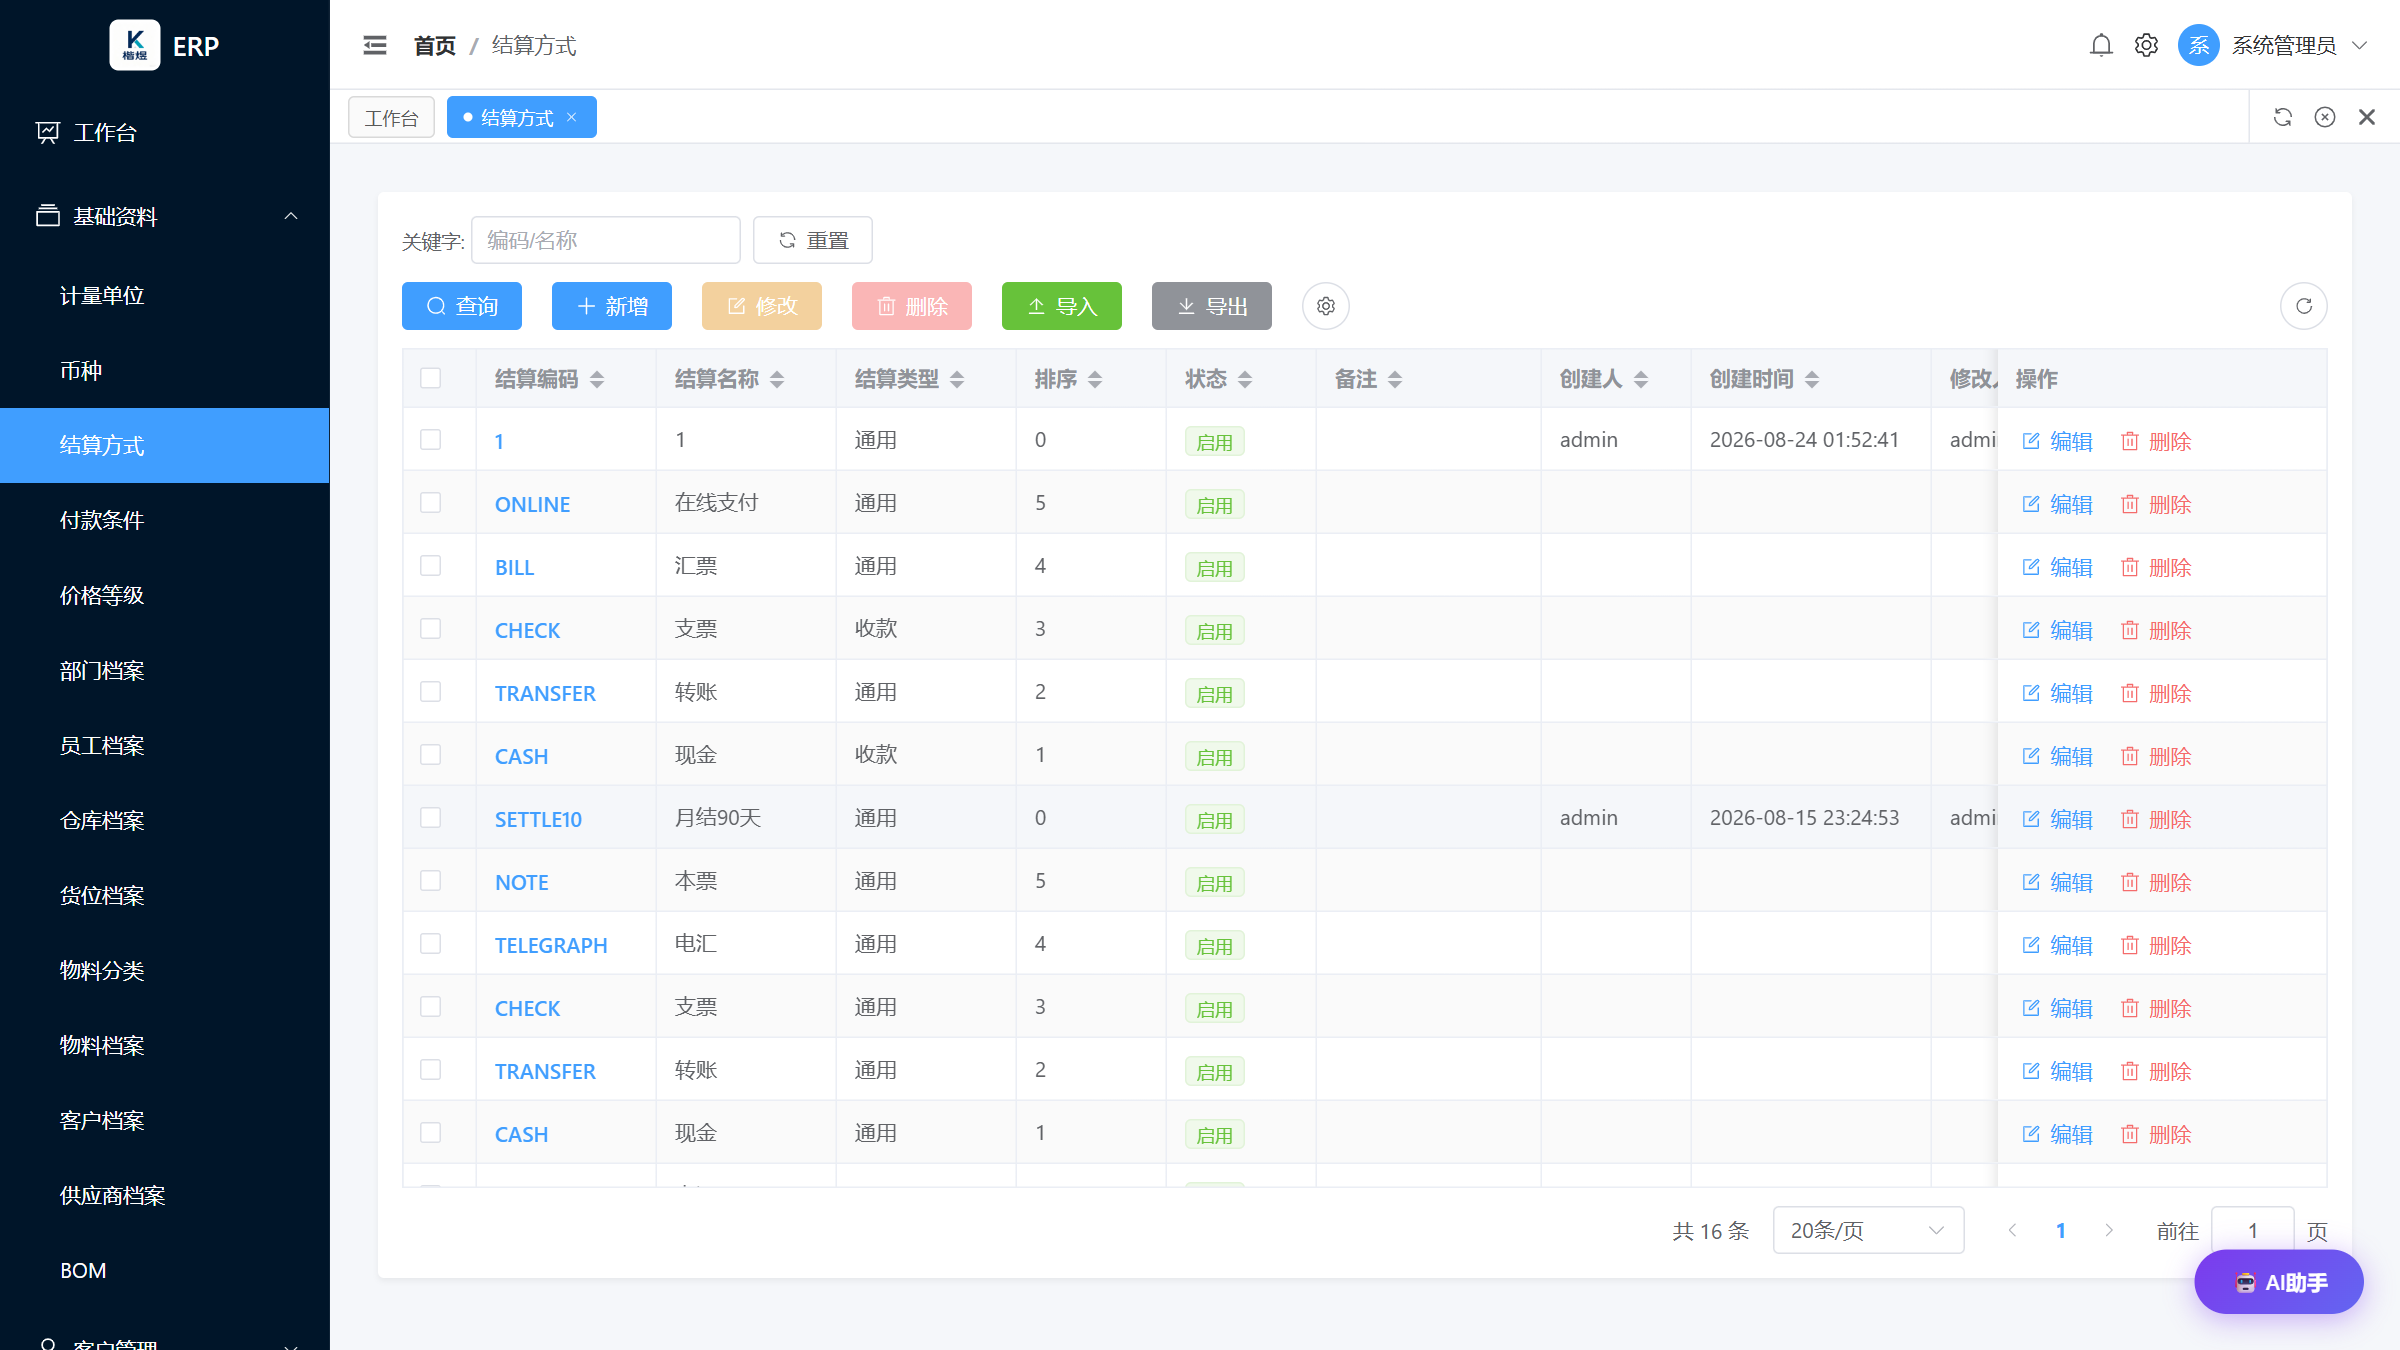 K
楷煜
ERP
工作台
基础资料
计量单位
币种
结算方式
付款条件
价格等级
部门档案
员工档案
仓库档案
货位档案
物料分类
物料档案
客户档案
供应商档案
BOM
客户管理
首页 / 结算方式
系 系统管理员
工作台 结算方式
关键字: 编码/名称 重置
查询 新增 修改 删除 导入 导出
结算编码 结算名称 结算类型 排序 状态 备注 创建人 创建时间 修改人 操作
1 1 通用 0 启用 admin 2026-08-24 01:52:41 admi 编辑 删除
ONLINE 在线支付 通用 5 启用 编辑 删除
BILL 汇票 通用 4 启用 编辑 删除
CHECK 支票 收款 3 启用 编辑 删除
TRANSFER 转账 通用 2 启用 编辑 删除
CASH 现金 收款 1 启用 编辑 删除
SETTLE10 月结90天 通用 0 启用 admin 2026-08-15 23:24:53 admi 编辑 删除
NOTE 本票 通用 5 启用 编辑 删除
TELEGRAPH 电汇 通用 4 启用 编辑 删除
CHECK 支票 通用 3 启用 编辑 删除
TRANSFER 转账 通用 2 启用 编辑 删除
CASH 现金 通用 1 启用 编辑 删除
共 16 条 20条/页 1 前往 1 页
AI助手